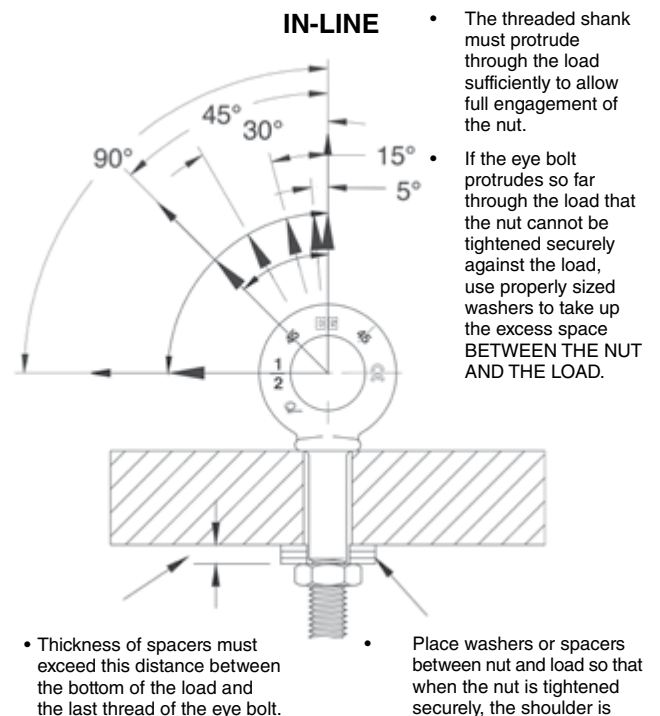 IN-LINE
• The threaded shank
must protrude
through the load
sufficiently to allow
full engagement of
the nut.
• If the eye bolt
protrudes so far
through the load that
the nut cannot be
tightened securely
against the load,
use properly sized
washers to take up
the excess space
BETWEEN THE NUT
AND THE LOAD.
45°
30°
90°
15°
5°
45
45
1
2
• Thickness of spacers must
exceed this distance between
the bottom of the load and
the last thread of the eye bolt.
• Place washers or spacers
between nut and load so that
when the nut is tightened
securely, the shoulder is